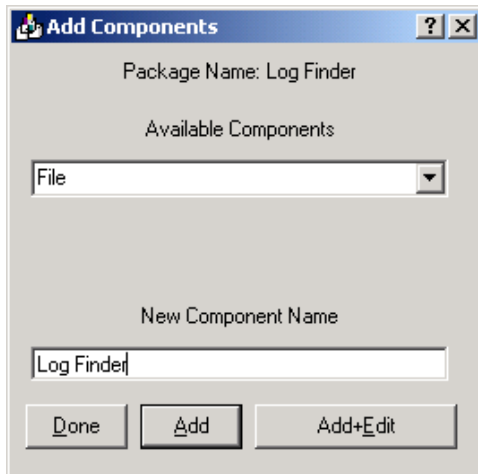 Add Components
Package Name: Log Finder
Available Components
File
New Component Name
Log Finder
Done Add Add+Edit